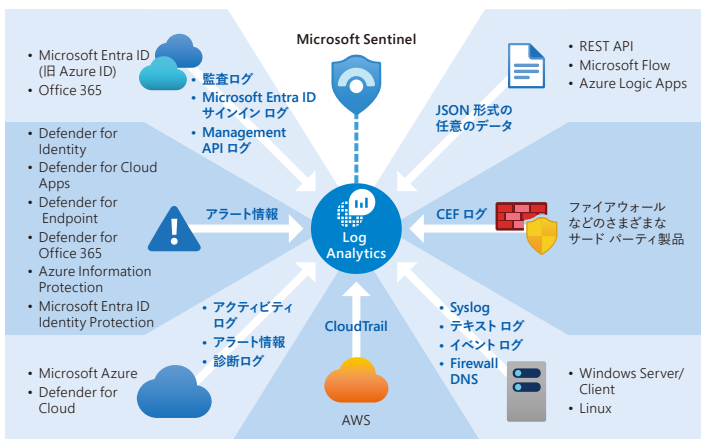 Microsoft Sentinel
• Microsoft Entra ID
(旧 Azure ID)
• Office 365
• 監査ログ
• Microsoft Entra ID
サインイン ログ
• Management
API ログ
JSON 形式の
任意のデータ
• REST API
• Microsoft Flow
• Azure Logic Apps
• Defender for
Identity
• Defender for Cloud
Apps
• Defender for
Endpoint
• Defender for
Office 365
• Azure Information
Protection
• Microsoft Entra ID
Identity Protection
アラート情報
Log
Analytics
CEF ログ
ファイアウォール
などのさまざまな
サード パーティ製品
• アクティビティ
ログ
• アラート情報
• 診断ログ
• Microsoft Azure
• Defender for
Cloud
CloudTrail
AWS
• Syslog
• テキスト ログ
• イベント ログ
• Firewall
DNS
• Windows Server/
Client
• Linux